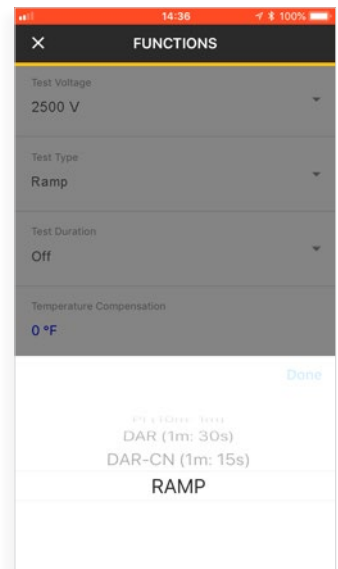 14:36
100%
FUNCTIONS
Test Voltage
2500 V
Test Type
Ramp
Test Duration
Off
Temperature Compensation
0 °F
Done
DAR (1m: 30s)
DAR-CN (1m: 15s)
RAMP